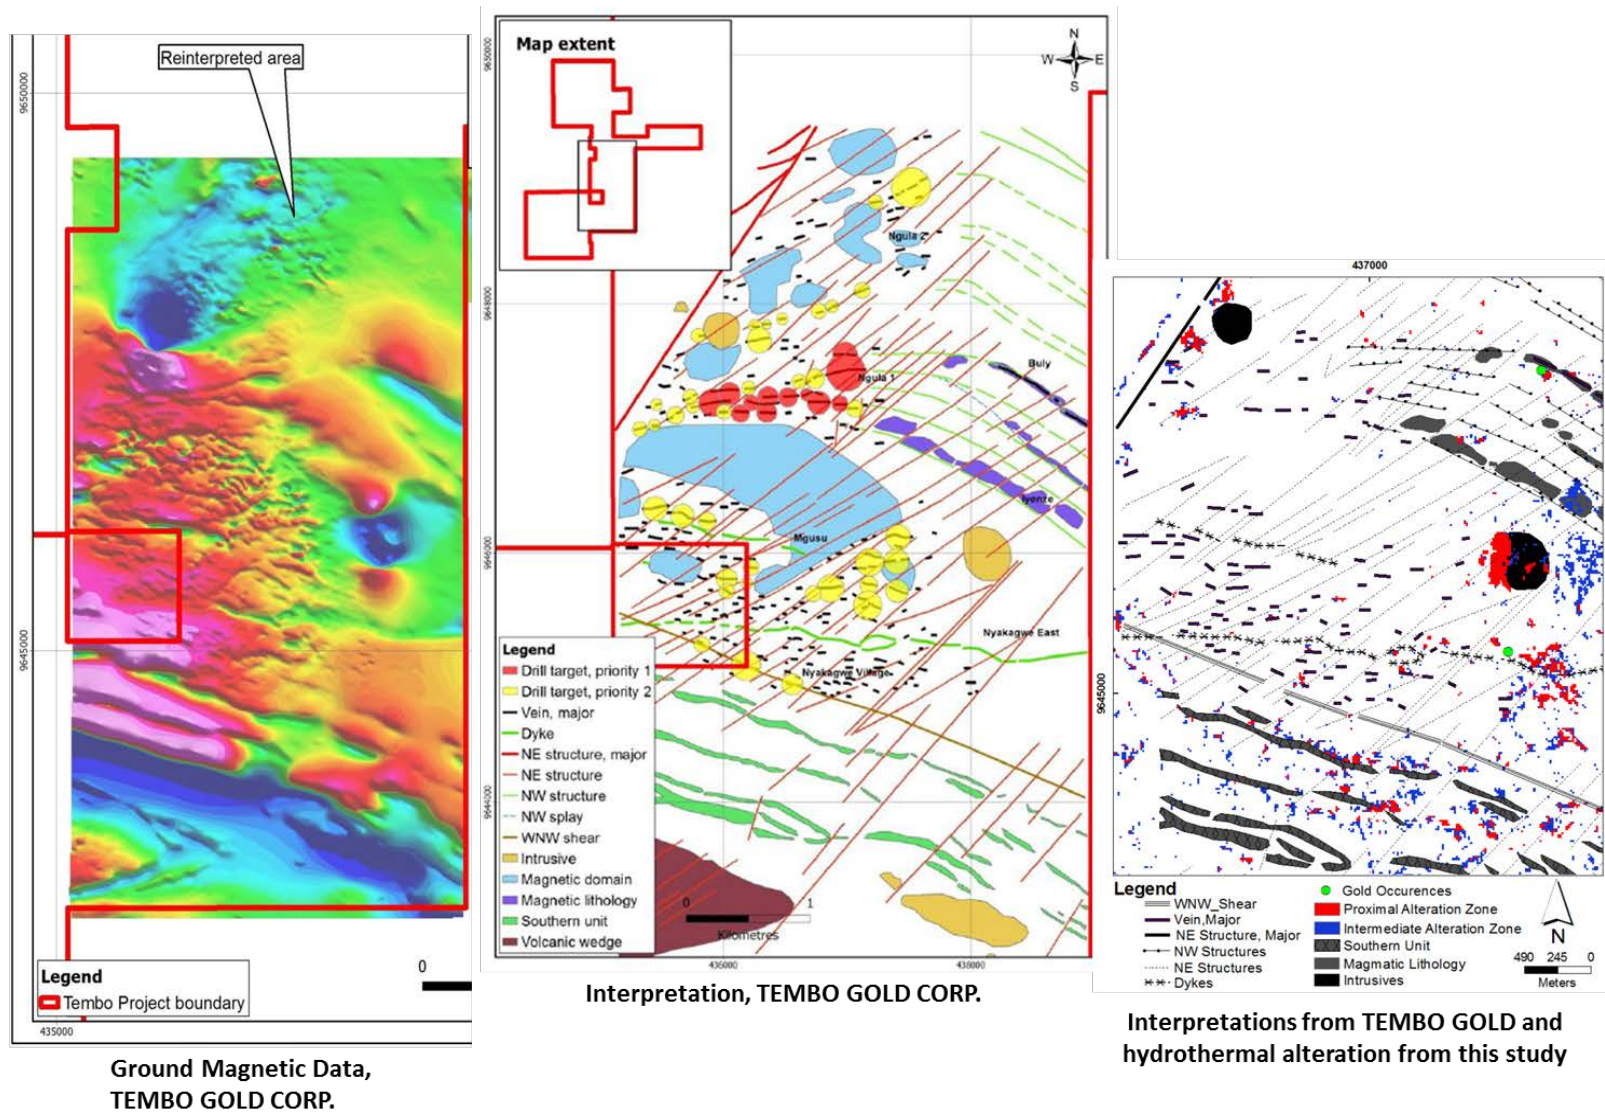 Reinterpreted area
9650000
9645000
Legend
Tembo Project boundary
0
435000
Ground Magnetic Data,
TEMBO GOLD CORP.
Map extent
N
W E
S
9650000
9648000
9646000
9644000
Ngula 2
Buly
Ngula 1
Iyenze
Mgusu
Nyakagwe East
Nyakagwe Village
Legend
Drill target, priority 1
Drill target, priority 2
Vein, major
Dyke
NE structure, major
NE structure
NW structure
NW splay
WNW shear
Intrusive
Magnetic domain
Magnetic lithology
Southern unit
Volcanic wedge
0 1
Kilometres
436000 438000
Interpretation, TEMBO GOLD CORP.
437000
9645000
Legend
WNW_Shear
Vein,Major
NE Structure, Major
NW Structures
NE Structures
Dykes
Gold Occurences
Proximal Alteration Zone
Intermediate Alteration Zone
Southern Unit
Magmatic Lithology
Intrusives
N
490 245 0
Meters
Interpretations from TEMBO GOLD and
hydrothermal alteration from this study